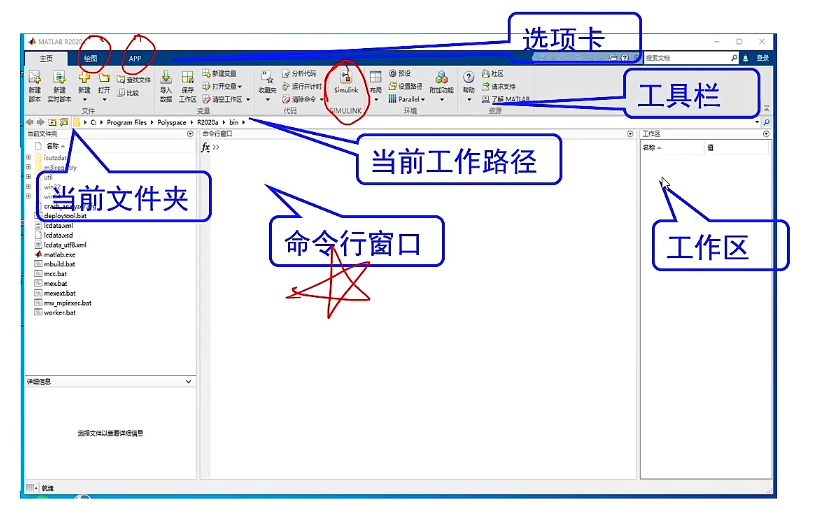 选项卡
MATLAB R2020
主页 绘图 APP
搜索文档 登录
新建脚本 新建实时脚本 新建 打开 查找文件 比较
导入数据 保存工作区 新建变量 打开变量 清空工作区
收藏夹 分析代码 运行并计时 清除命令
Simulink 布局 预设 设置路径 Parallel 附加功能
帮助 社区 请求支持 了解 MATLAB
工具栏
文件 变量 代码 SIMULINK 环境 资源
C: Program Files Polyspace R2020a bin
当前文件夹 命令行窗口 工作区
名称 fx >> 名称 值
当前工作路径
icutzdata
m3iregistry
util
win32
当前文件夹
deploytool.bat
lcdata.xml
lcdata.xsd
lcdata_utf8.xml
matlab.exe
mbuild.bat
mcc.bat
mex.bat
mexext.bat
mw_mpiexec.bat
worker.bat
命令行窗口
工作区
详细信息
选择文件以查看详细信息
就绪